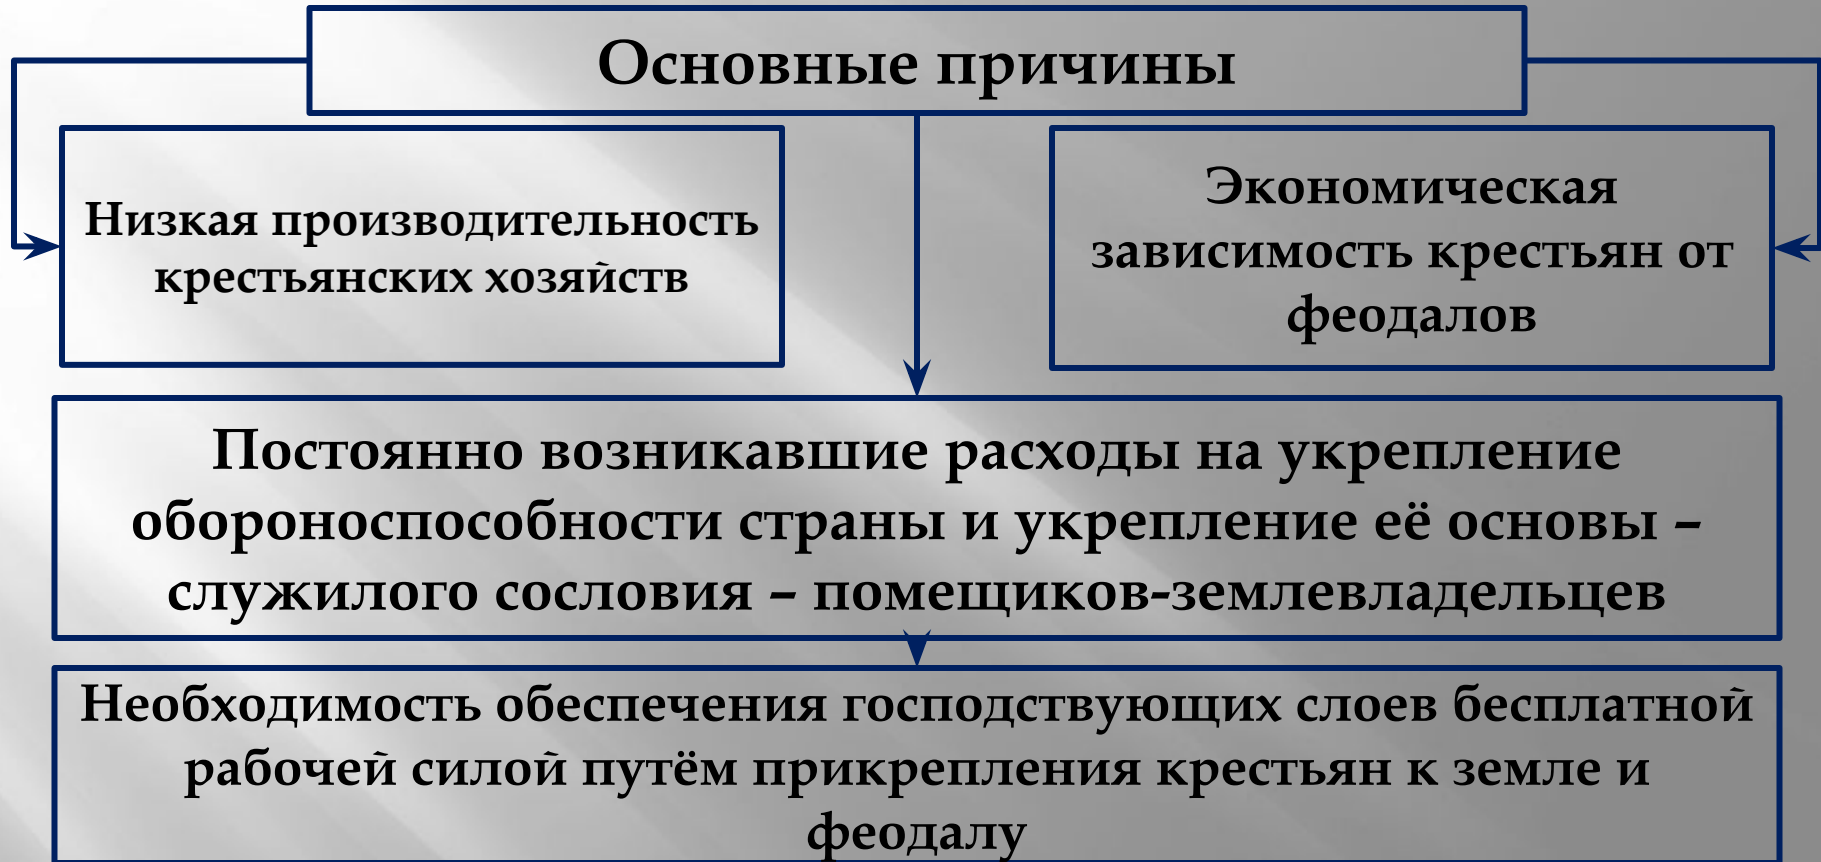 Основные причины
Низкая производительность
крестьянских хозяйств
Экономическая
зависимость крестьян от
феодалов
Постоянно возникавшие расходы на укрепление
обороноспособности страны и укрепление её основы –
служилого сословия – помещиков-землевладельцев
Необходимость обеспечения господствующих слоев бесплатной
рабочей силой путём прикрепления крестьян к земле и
феодалу